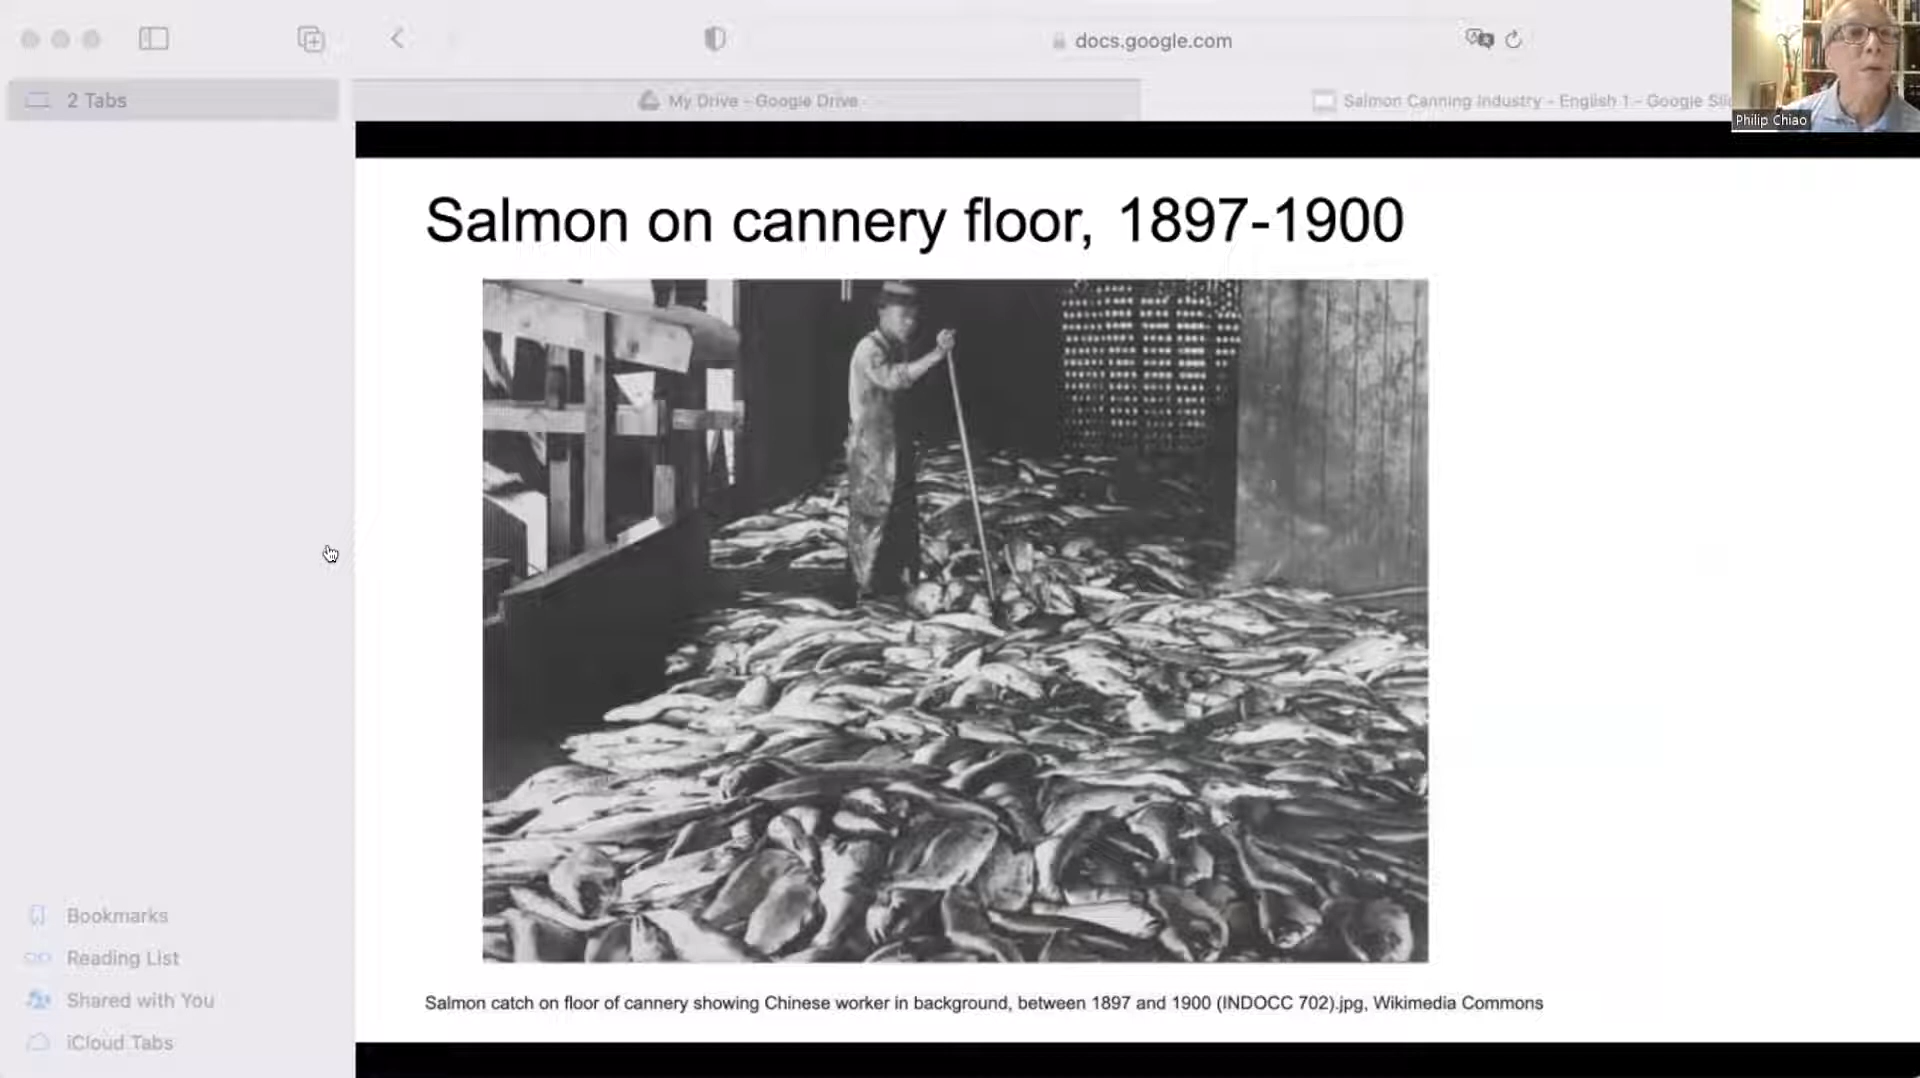 docs.google.com
2 Tabs
My Drive - Google Drive
Salmon Canning Industry - English 1 - Google
Philip Chiao
Salmon on cannery floor, 1897-1900
Bookmarks
Reading List
Shared with You
iCloud Tabs
Salmon catch on floor of cannery showing Chinese worker in background, between 1897 and 1900 (INDOCC 702).jpg, Wikimedia Commons